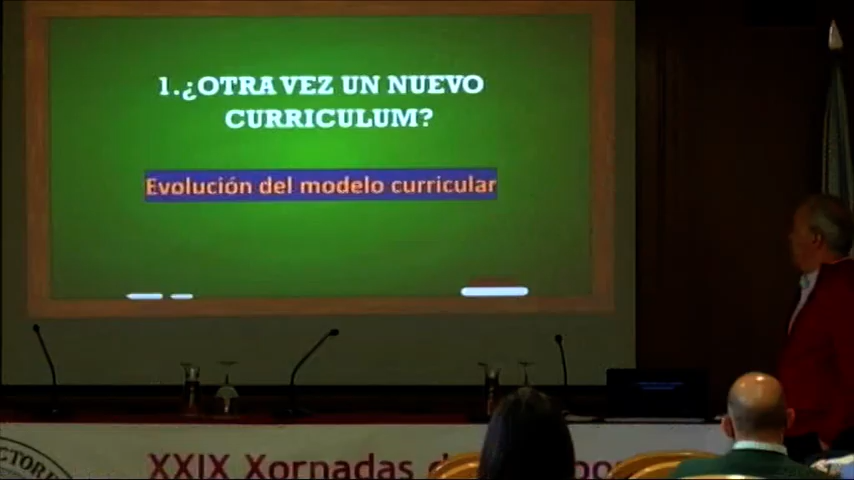 1.¿OTRA VEZ UN NUEVO
CURRICULUM?
Evolución del modelo curricular
XXIX Xornadas